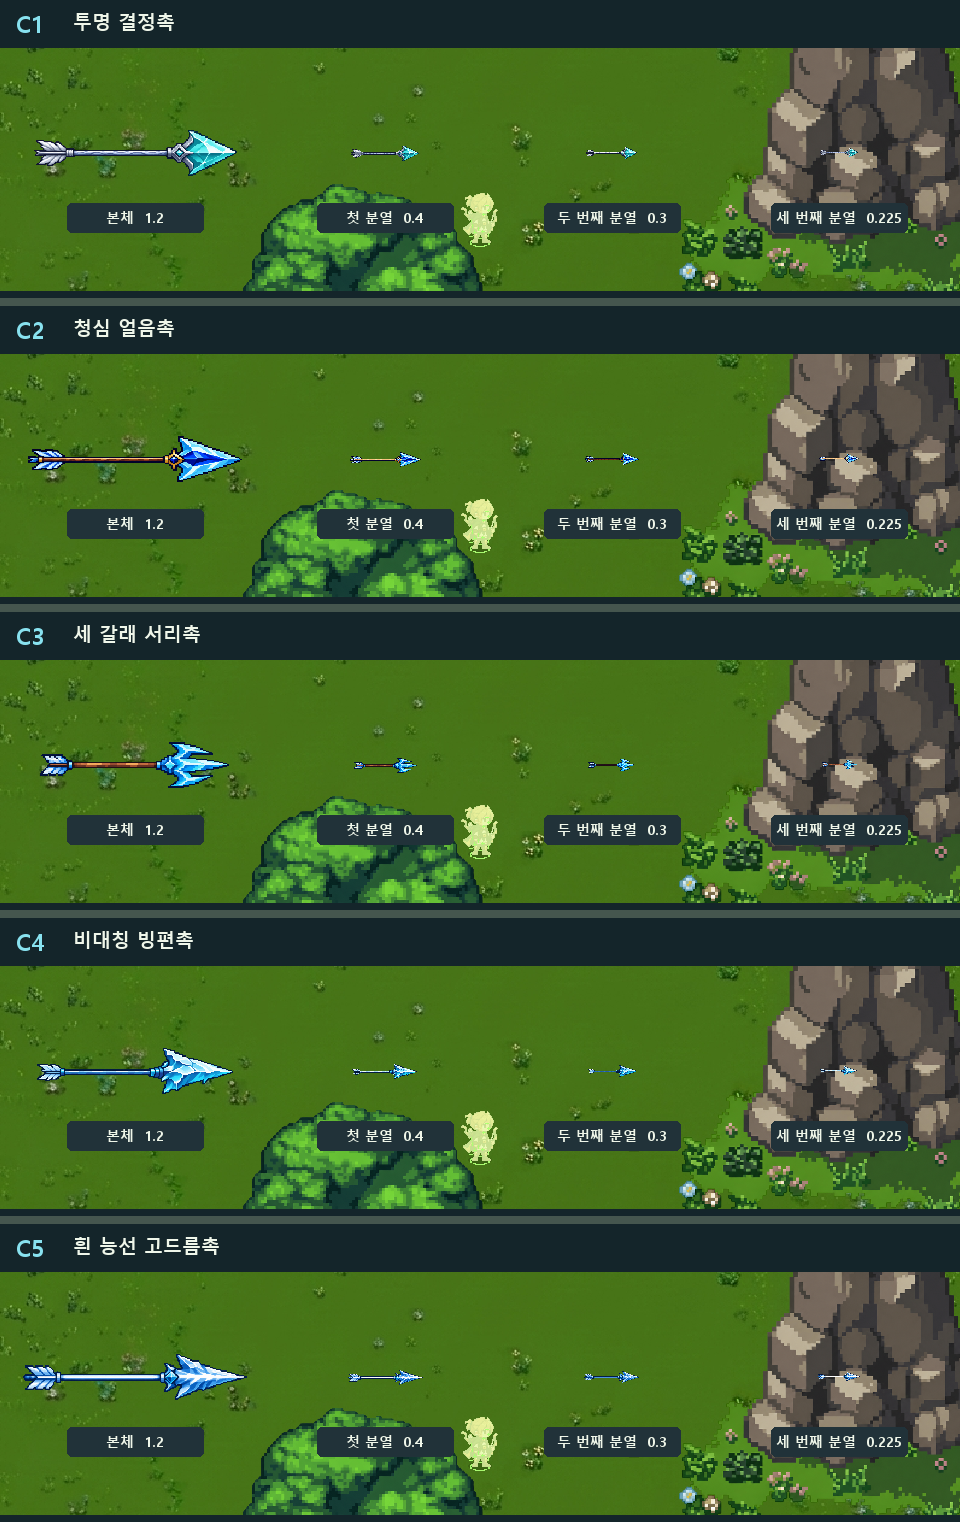 C1 투명 결정촉
본체 1.2 첫 분열 0.4 두 번째 분열 0.3 세 번째 분열 0.225
C2 청심 얼음촉
본체 1.2 첫 분열 0.4 두 번째 분열 0.3 세 번째 분열 0.225
C3 세 갈래 서리촉
본체 1.2 첫 분열 0.4 두 번째 분열 0.3 세 번째 분열 0.225
C4 비대칭 빙편촉
본체 1.2 첫 분열 0.4 두 번째 분열 0.3 세 번째 분열 0.225
C5 흰 능선 고드름촉
본체 1.2 첫 분열 0.4 두 번째 분열 0.3 세 번째 분열 0.225